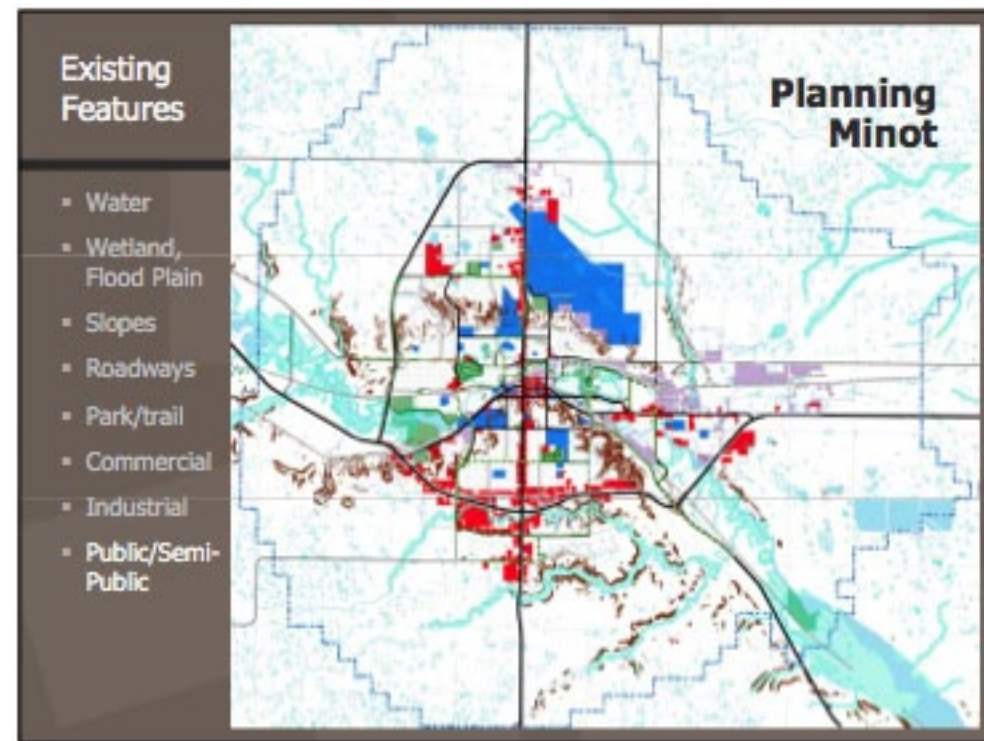 Existing
Features
Planning
Minot
▪ Water
▪ Wetland,
Flood Plain
▪ Slopes
▪ Roadways
▪ Park/trail
▪ Commercial
▪ Industrial
▪ Public/Semi-
Public